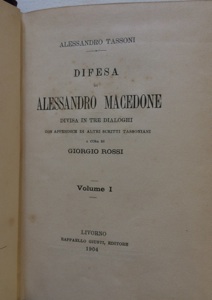 ALESSANDRO TASSONI
DIFESA
DI
ALESSANDRO MACEDONE
DIVISA IN TRE DIALOGHI
CON APPENDICE DI ALTRI SCRITTI TASSONIANI
A CURA DI
GIORGIO ROSSI
Volume I
LIVORNO
RAFFAELLO GIUSTI, EDITORE
1904